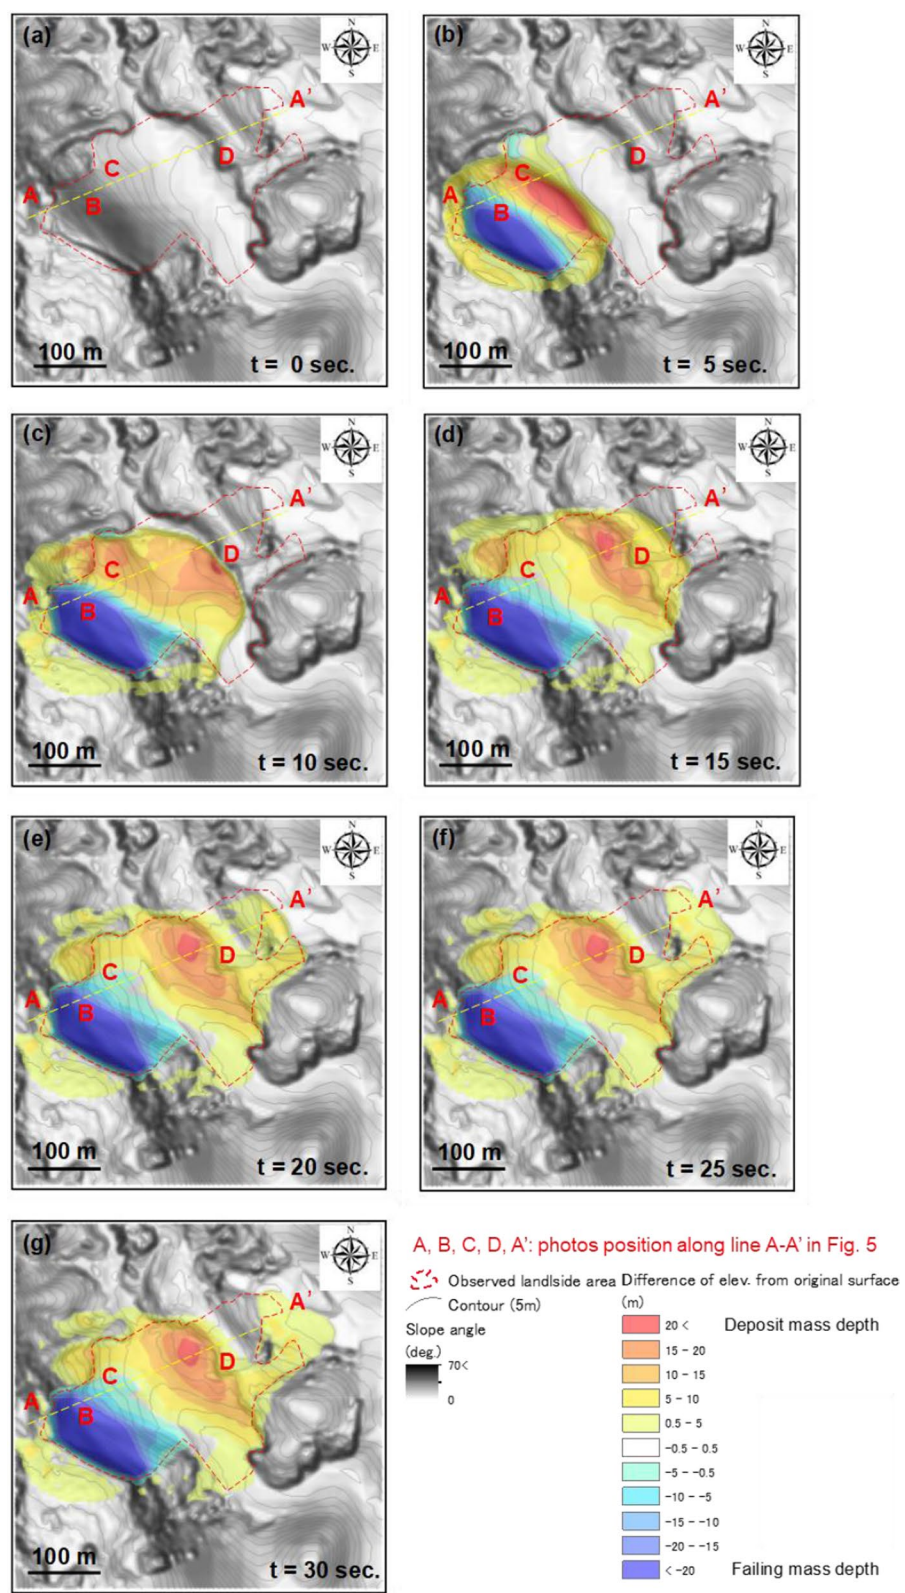 (a)
N
W E
S
A'
C
D
A
B
100 m
t = 0 sec.
(b)
N
W E
S
A'
C
D
A
B
100 m
t = 5 sec.
(c)
N
W E
S
A'
D
C
A
B
100 m
t = 10 sec.
(d)
N
W E
S
A'
D
C
A
B
100 m
t = 15 sec.
(e)
N
W E
S
A'
D
C
A
B
100 m
t = 20 sec.
(f)
N
W E
S
A'
D
C
A
B
100 m
t = 25 sec.
(g)
N
W E
S
A'
D
C
A
B
100 m
t = 30 sec.
A, B, C, D, A': photos position along line A-A' in Fig. 5
Observed landlside area
Contour (5m)
Slope angle
(deg.)
70<
0
Difference of elev. from original surface
(m)
20 < Deposit mass depth
15 - 20
10 - 15
5 - 10
0.5 - 5
-0.5 - 0.5
-5 - -0.5
-10 - -5
-15 - -10
-20 - -15
< -20 Failing mass depth